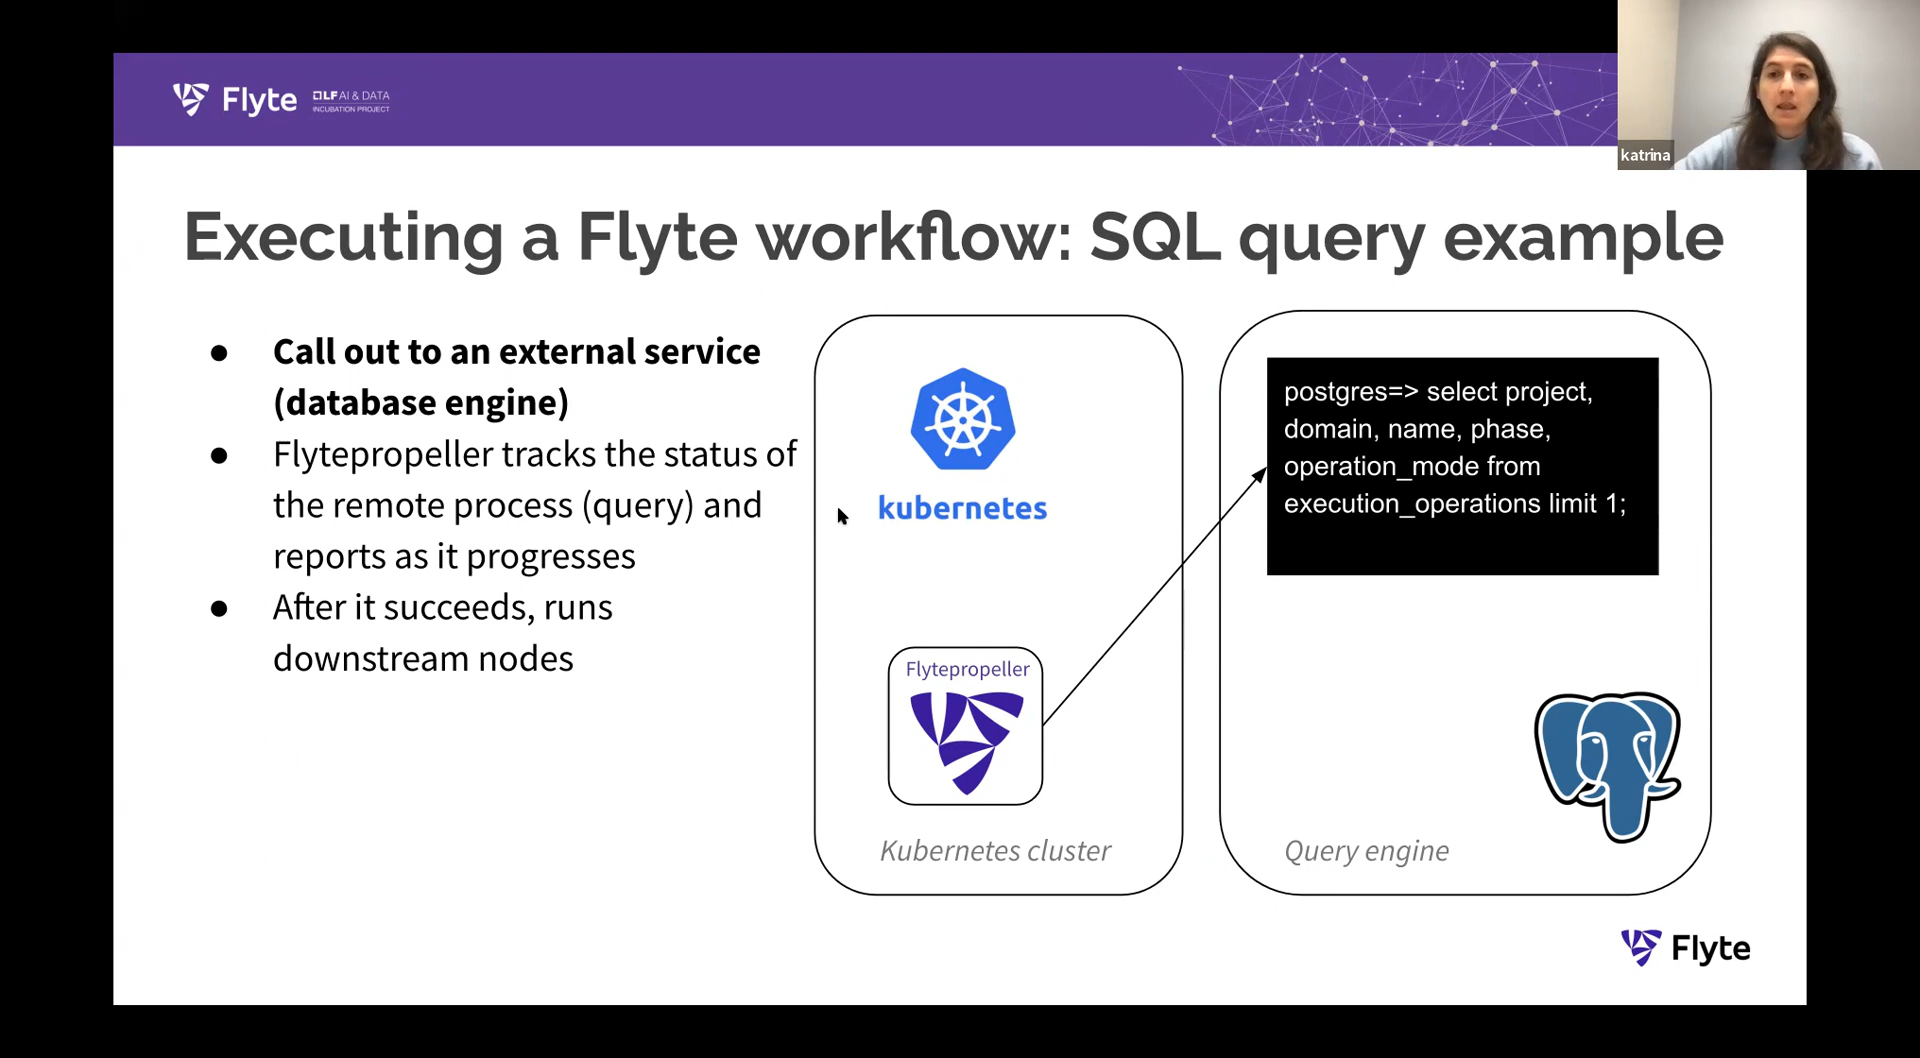 Flyte
LF AI & DATA
INCUBATION PROJECT
katrina
Executing a Flyte workflow: SQL query example
● Call out to an external service
(database engine)
● Flytepropeller tracks the status of
the remote process (query) and
reports as it progresses
● After it succeeds, runs
downstream nodes
kubernetes
Flytepropeller
Kubernetes cluster
postgres=> select project,
domain, name, phase,
operation_mode from
execution_operations limit 1;
Query engine
Flyte